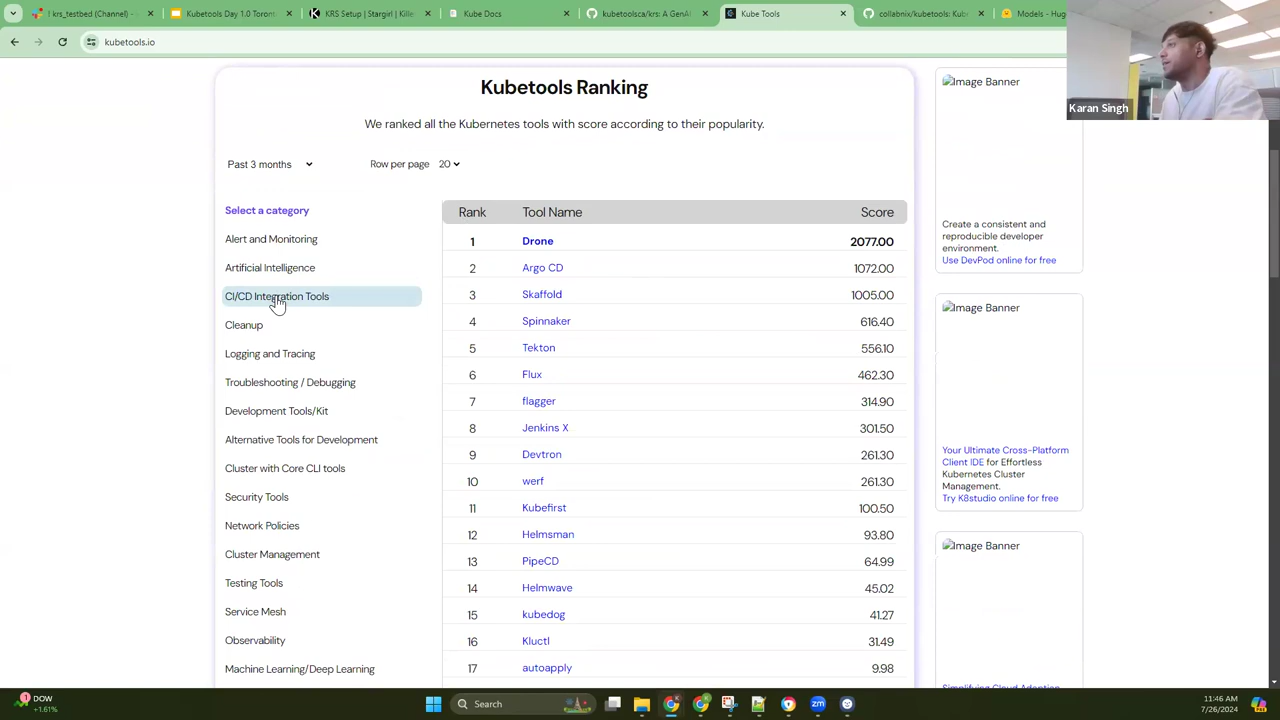 ! krs_testbed (Channel) -
Kubetools Day 1.0 Toront
KRS Setup | Stargirl | Kille
Kube Docs
kubetoolsca/krs: A GenAI
Kube Tools
collabnix/kubetools: Kub
Models - Hug
kubetools.io
Karan Singh
Kubetools Ranking
We ranked all the Kubernetes tools with score according to their popularity.
Past 3 months
Row per page 20
Select a category
Alert and Monitoring
Artificial Intelligence
CI/CD Integration Tools
Cleanup
Logging and Tracing
Troubleshooting / Debugging
Development Tools/Kit
Alternative Tools for Development
Cluster with Core CLI tools
Security Tools
Network Policies
Cluster Management
Testing Tools
Service Mesh
Observability
Machine Learning/Deep Learning
Rank Tool Name Score
1 Drone 2077.00
2 Argo CD 1072.00
3 Skaffold 1005.00
4 Spinnaker 616.40
5 Tekton 556.10
6 Flux 462.30
7 flagger 314.90
8 Jenkins X 301.50
9 Devtron 261.30
10 werf 261.30
11 Kubefirst 100.50
12 Helmsman 93.80
13 PipeCD 64.99
14 Helmwave 45.02
15 kubedog 41.27
16 Kluctl 31.49
17 autoapply 9.98
Image Banner
Create a consistent and
reproducible developer
environment.
Use DevPod online for free
Image Banner
Your Ultimate Cross-Platform
Client IDE for Effortless
Kubernetes Cluster
Management.
Try K8studio online for free
Image Banner
Simplifying Cloud Adoption
1
DOW
+1.61%
Search
zm
11:46 AM
7/26/2024